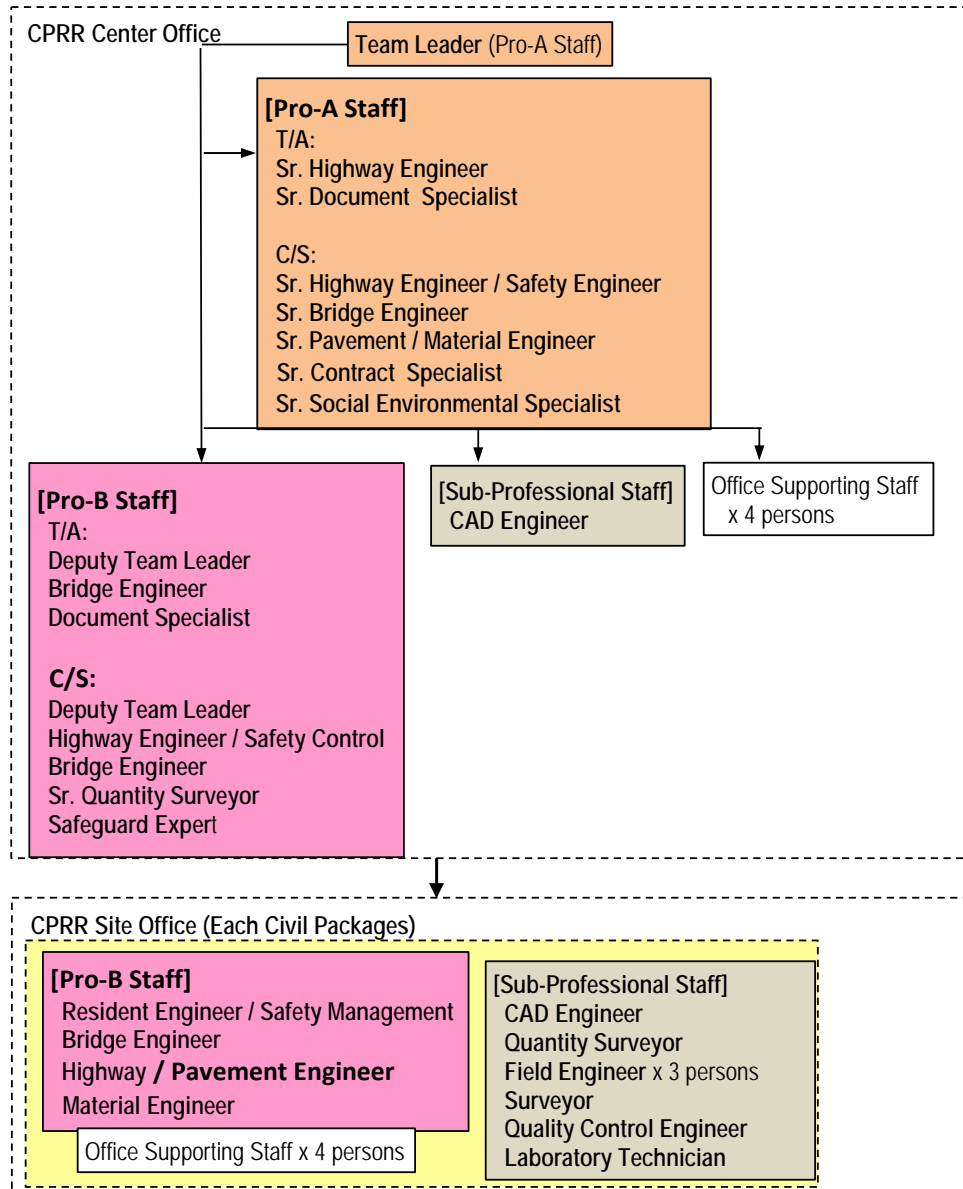 CPRR Center Office
Team Leader (Pro-A Staff)
[Pro-A Staff]
T/A:
Sr. Highway Engineer
Sr. Document Specialist
C/S:
Sr. Highway Engineer / Safety Engineer
Sr. Bridge Engineer
Sr. Pavement / Material Engineer
Sr. Contract Specialist
Sr. Social Environmental Specialist
[Pro-B Staff]
T/A:
Deputy Team Leader
Bridge Engineer
Document Specialist
C/S:
Deputy Team Leader
Highway Engineer / Safety Control
Bridge Engineer
Sr. Quantity Surveyor
Safeguard Expert
[Sub-Professional Staff]
CAD Engineer
Office Supporting Staff
x 4 persons
CPRR Site Office (Each Civil Packages)
[Pro-B Staff]
Resident Engineer / Safety Management
Bridge Engineer
Highway / Pavement Engineer
Material Engineer
Office Supporting Staff x 4 persons
[Sub-Professional Staff]
CAD Engineer
Quantity Surveyor
Field Engineer x 3 persons
Surveyor
Quality Control Engineer
Laboratory Technician